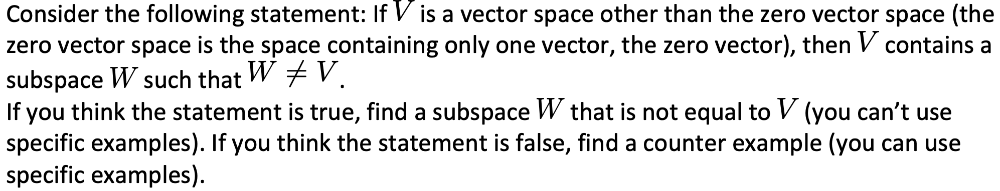 Consider the following statement: If V is a vector space other than the zero vector space (the
zero vector space is the space containing only one vector, the zero vector), then V contains a
subspace W such that W ≠ V.
If you think the statement is true, find a subspace W that is not equal to V (you can’t use
specific examples). If you think the statement is false, find a counter example (you can use
specific examples).